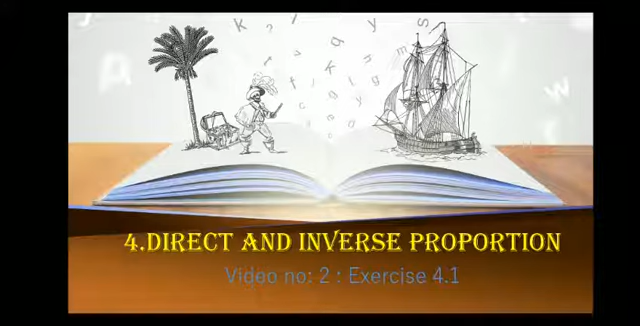 4.DIRECT AND INVERSE PROPORTION
Video no: 2 : Exercise 4.1